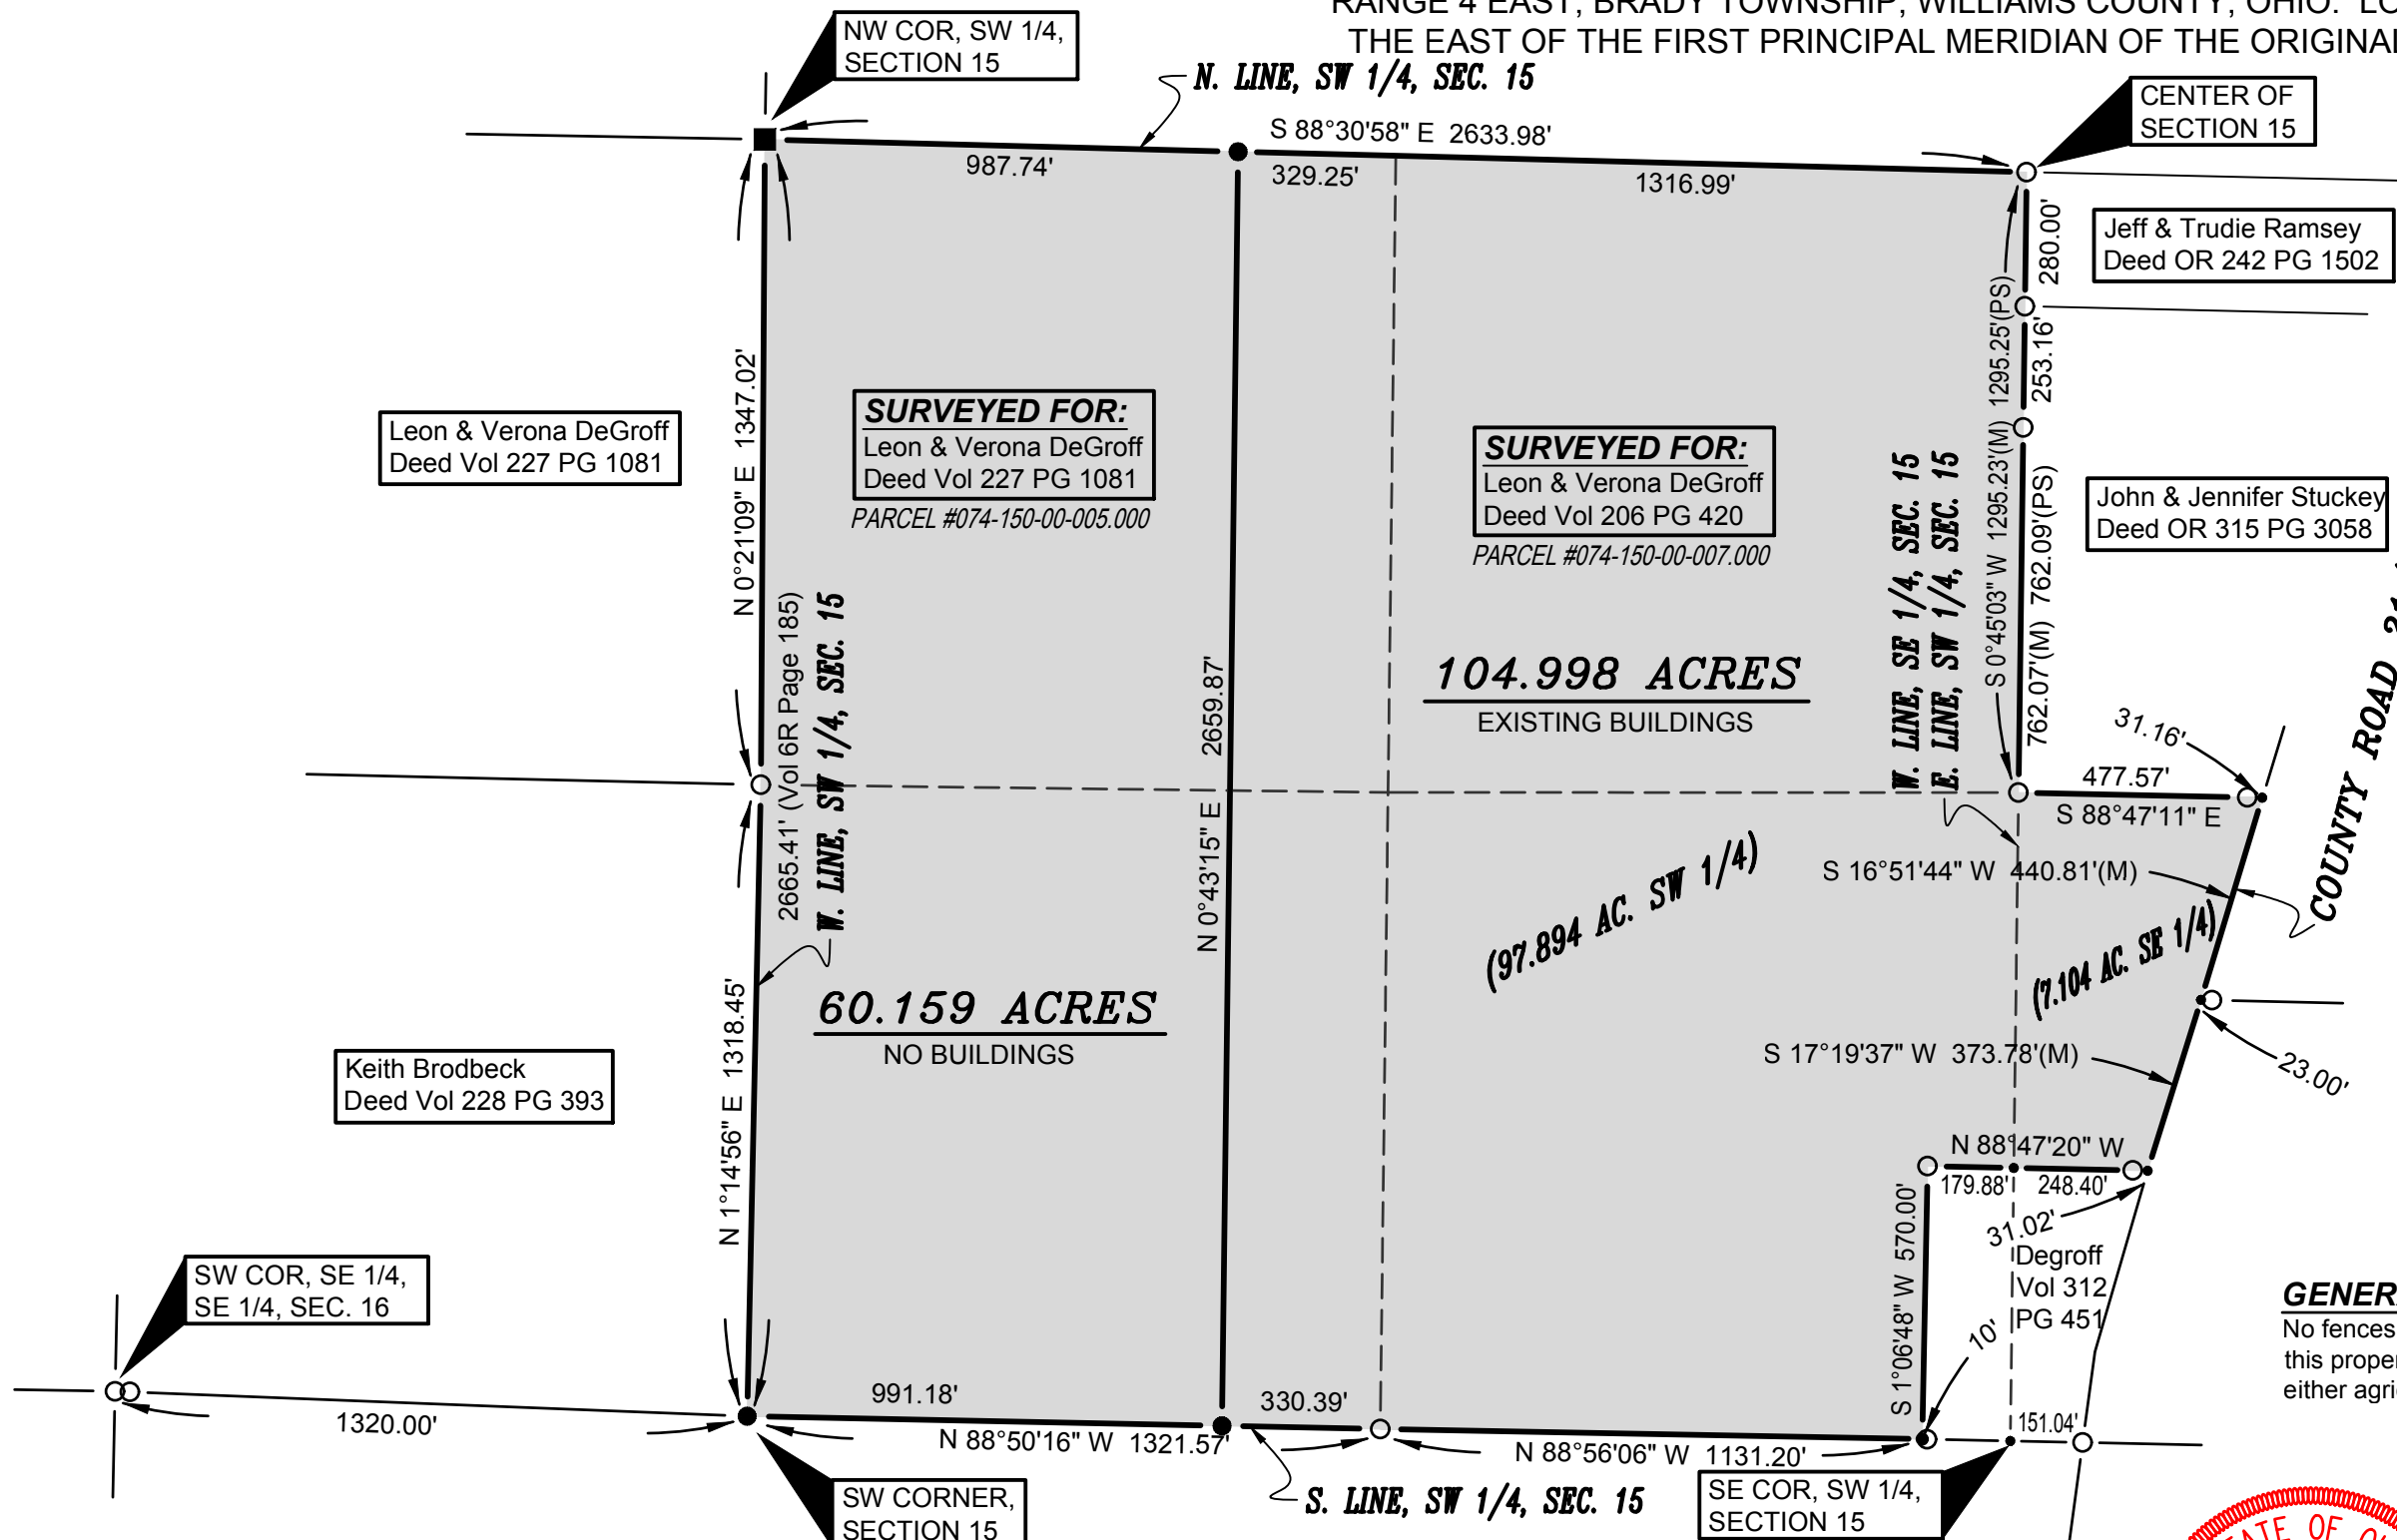 RANGE 4 EAST, BRADY TOWNSHIP, WILLIAMS COUNTY, OHIO.
THE EAST OF THE FIRST PRINCIPAL MERIDIAN OF THE ORIGINAL
NW COR, SW 1/4,
SECTION 15
N. LINE, SW 1/4, SEC. 15
CENTER OF
SECTION 15
S 88°30'58" E 2633.98'
987.74'
329.25'
1316.99'
280.00'
Jeff & Trudie Ramsey
Deed OR 242 PG 1502
253.16'
S 0°45'03" W 1295.23'(M) 1295.25'(PS)
762.07'(M) 762.09'(PS)
N 0°21'09" E 1347.02'
Leon & Verona DeGroff
Deed Vol 227 PG 1081
SURVEYED FOR:
Leon & Verona DeGroff
Deed Vol 227 PG 1081
PARCEL #074-150-00-005.000
SURVEYED FOR:
Leon & Verona DeGroff
Deed Vol 206 PG 420
PARCEL #074-150-00-007.000
W. LINE, SE 1/4, SEC. 15
E. LINE, SW 1/4, SEC. 15
John & Jennifer Stuckey
Deed OR 315 PG 3058
COUNTY ROAD
2665.41' (Vol 6R Page 185)
W. LINE, SW 1/4, SEC. 15
N 0°43'15" E 2659.87'
104.998 ACRES
EXISTING BUILDINGS
31.16'
477.57'
S 88°47'11" E
S 16°51'44" W 440.81'(M)
(97.894 AC. SW 1/4)
(7.104 AC. SE 1/4)
60.159 ACRES
NO BUILDINGS
N 1°14'56" E 1318.45'
Keith Brodbeck
Deed Vol 228 PG 393
S 17°19'37" W 373.78'(M)
23.00'
N 88°47'20" W
179.88'
248.40'
31.02'
S 1°06'48" W 570.00'
Degroff
Vol 312
PG 451
10'
SW COR, SE 1/4,
SE 1/4, SEC. 16
No fences
either
1320.00'
991.18'
330.39'
151.04'
N 88°50'16" W 1321.57'
N 88°56'06" W 1131.20'
S. LINE, SW 1/4, SEC. 15
SW CORNER,
SECTION 15
SE COR, SW 1/4,
SECTION 15
OF